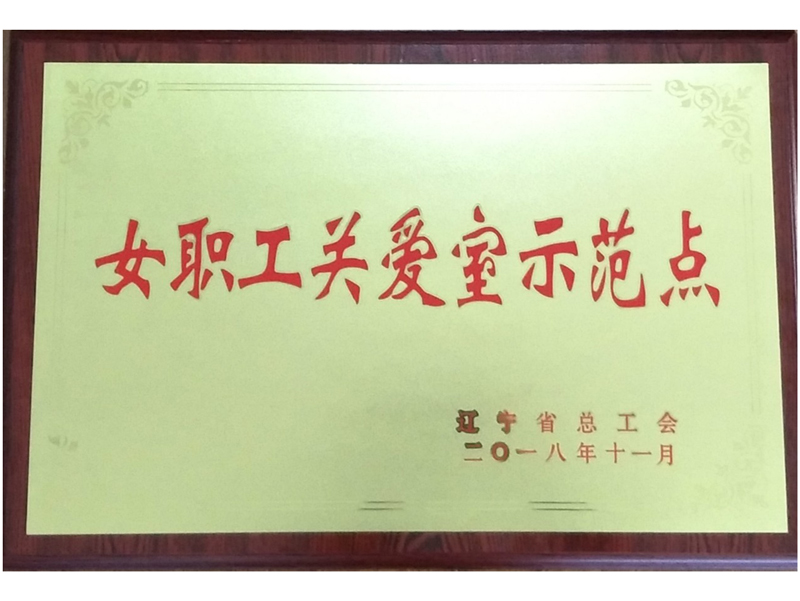 女职工关爱室示范点
辽宁省总工会
二〇一八年十一月